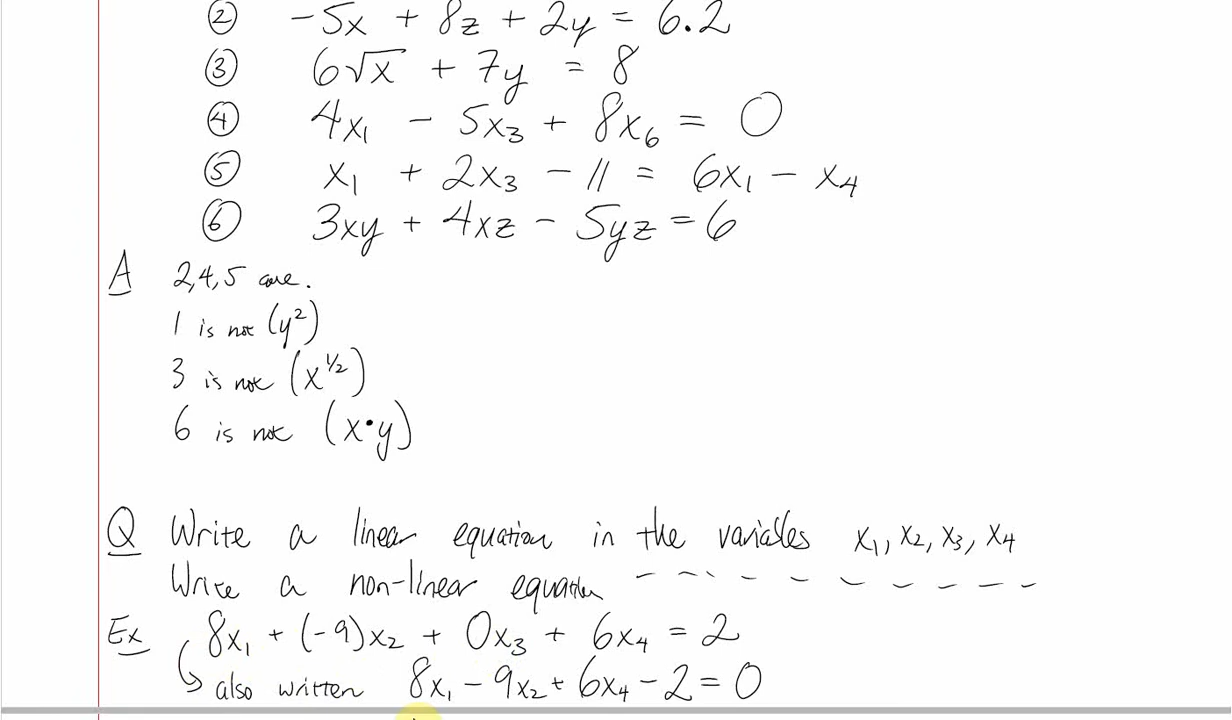 ② -5x + 8z + 2y = 6.2
③ 6√x + 7y = 8
④ 4x₁ - 5x₃ + 8x₆ = 0
⑤ x₁ + 2x₃ - 11 = 6x₁ - x₄
⑥ 3xy + 4xz - 5yz = 6
A 2,4,5 are.
1 is not (y²)
3 is not (x^1/2)
6 is not (x•y)
Q Write a linear equation in the variables x₁, x₂, x₃, x₄
Write a non-linear equation - - - - - - - - - -
Ex 8x₁ + (-9)x₂ + 0x₃ + 6x₄ = 2
↳ also written 8x₁ - 9x₂ + 6x₄ - 2 = 0